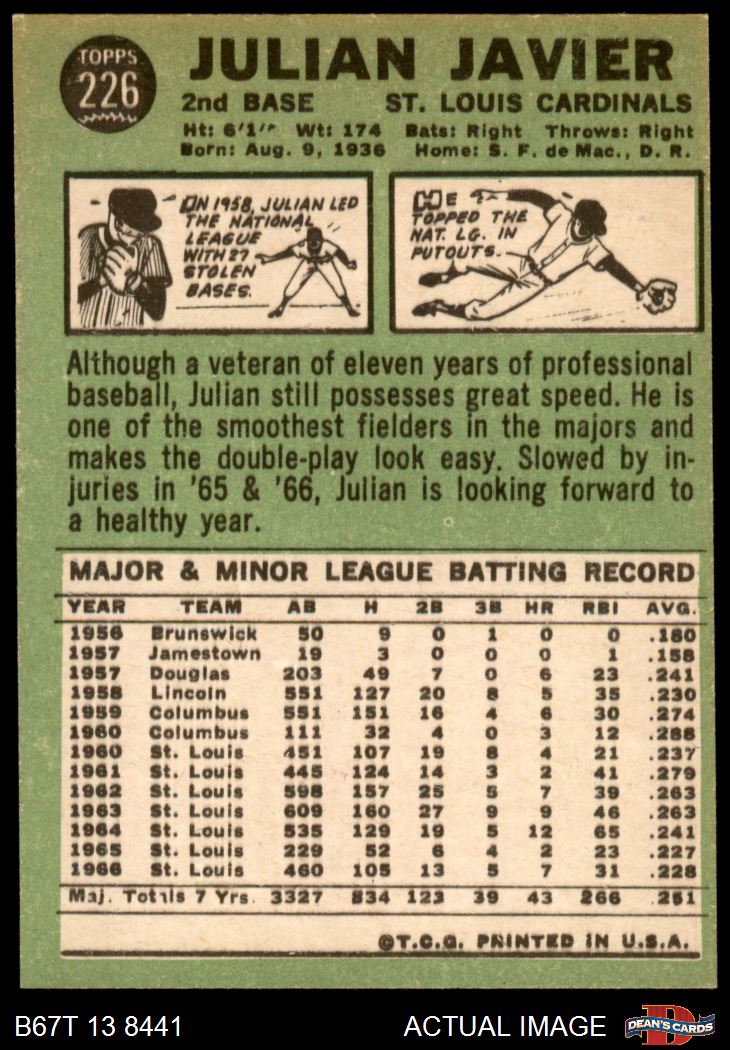 TOPPS
226
JULIAN JAVIER
2nd BASE ST. LOUIS CARDINALS
Ht: 6'1" Wt: 174 Bats: Right Throws: Right
Born: Aug. 9, 1936 Home: S. F. de Mac., D. R.
IN 1958, JULIAN LED
THE NATIONAL
LEAGUE
WITH 27
STOLEN
BASES.
HE
TOPPED THE
NAT. LG. IN
PUTOUTS.
Although a veteran of eleven years of professional
baseball, Julian still possesses great speed. He is
one of the smoothest fielders in the majors and
makes the double-play look easy. Slowed by in-
juries in '65 & '66, Julian is looking forward to
a healthy year.
MAJOR & MINOR LEAGUE BATTING RECORD
YEAR TEAM AB H 2B 3B HR RBI AVG.
1956 Brunswick 50 9 0 1 0 0 .180
1957 Jamestown 19 3 0 0 0 1 .158
1957 Douglas 203 49 7 0 6 23 .241
1958 Lincoln 551 127 20 8 5 35 .230
1959 Columbus 551 151 16 4 6 30 .274
1960 Columbus 111 32 4 0 3 12 .288
1960 St. Louis 451 107 19 8 4 21 .237
1961 St. Louis 445 124 14 3 2 41 .279
1962 St. Louis 598 157 25 5 7 39 .263
1963 St. Louis 609 160 27 9 9 46 .263
1964 St. Louis 535 129 19 5 12 65 .241
1965 St. Louis 229 52 6 4 2 23 .227
1966 St. Louis 460 105 13 5 7 31 .228
Maj. Totals 7 Yrs. 3327 834 123 39 43 266 .251
©T.C.G. PRINTED IN U.S.A.
B67T 13 8441 ACTUAL IMAGE D DEAN'S CARDS